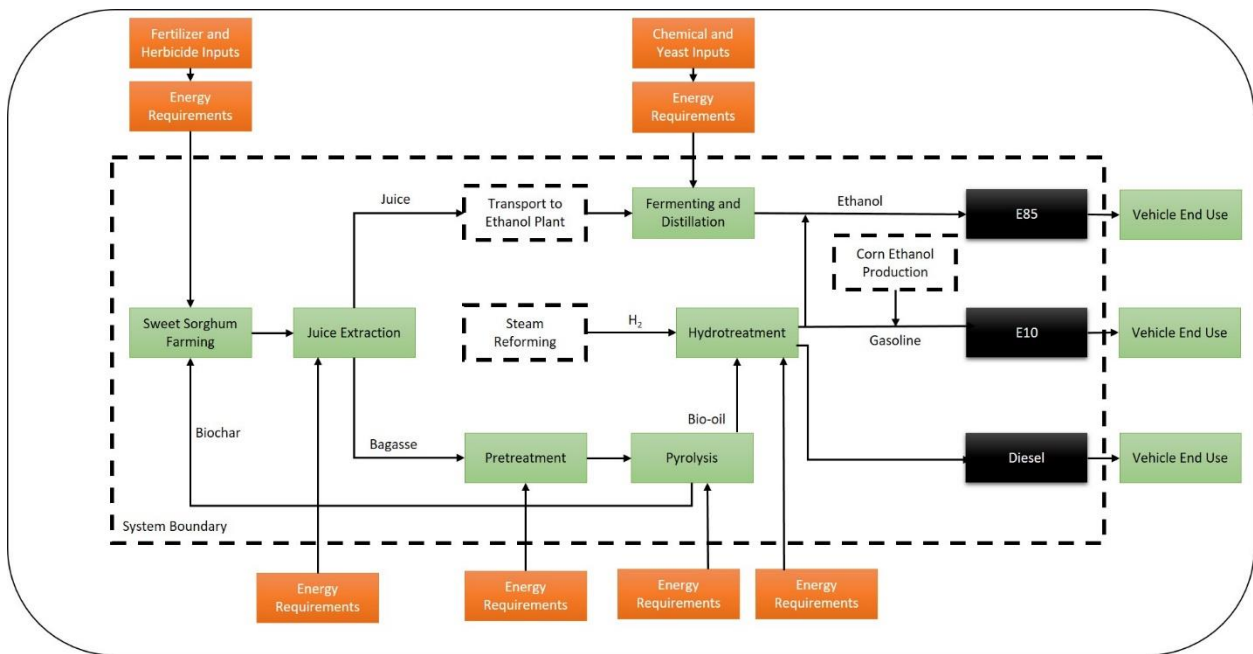 Fertilizer and
Herbicide Inputs
Chemical and
Yeast Inputs
Energy
Requirements
Energy
Requirements
Juice
Transport to
Ethanol Plant
Fermenting and
Distillation
Ethanol
E85
Vehicle End Use
Corn Ethanol
Production
Sweet Sorghum
Farming
Juice Extraction
Steam
Reforming
H₂
Hydrotreatment
Gasoline
E10
Vehicle End Use
Biochar
Bagasse
Pretreatment
Bio-oil
Pyrolysis
Diesel
Vehicle End Use
System Boundary
Energy
Requirements
Energy
Requirements
Energy
Requirements
Energy
Requirements